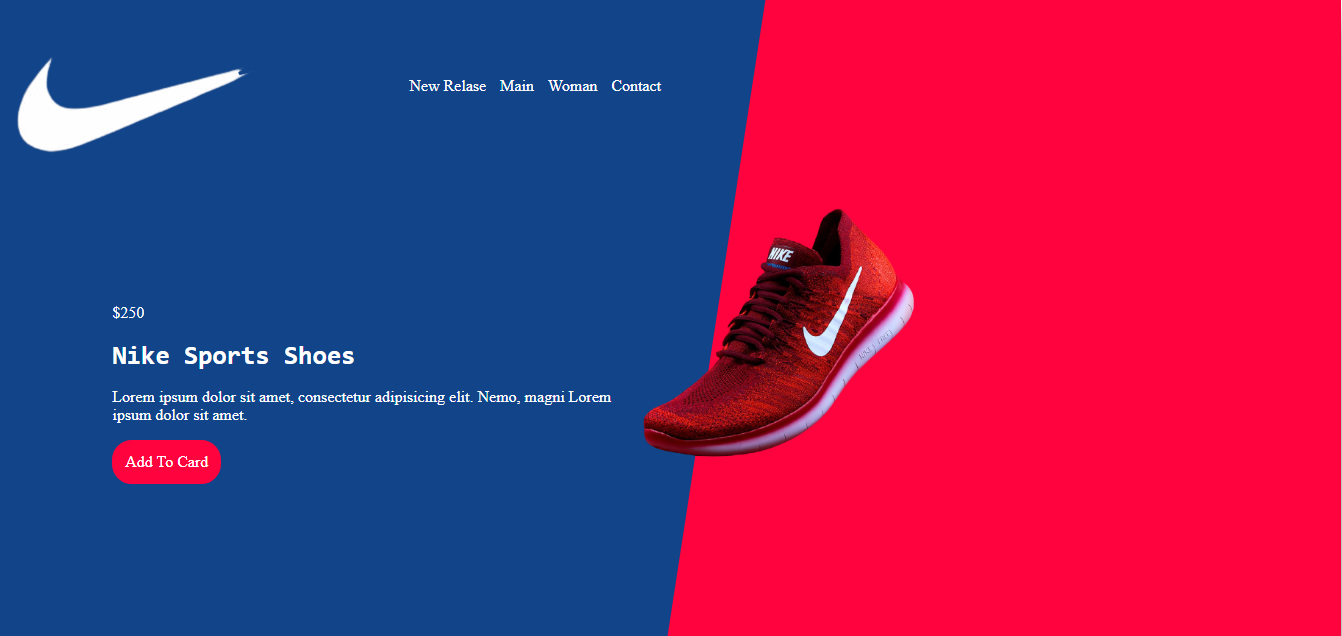 New Relase Main Woman Contact
NIKE
$250
Nike Sports Shoes
Lorem ipsum dolor sit amet, consectetur adipisicing elit. Nemo, magni Lorem
ipsum dolor sit amet.
Add To Card